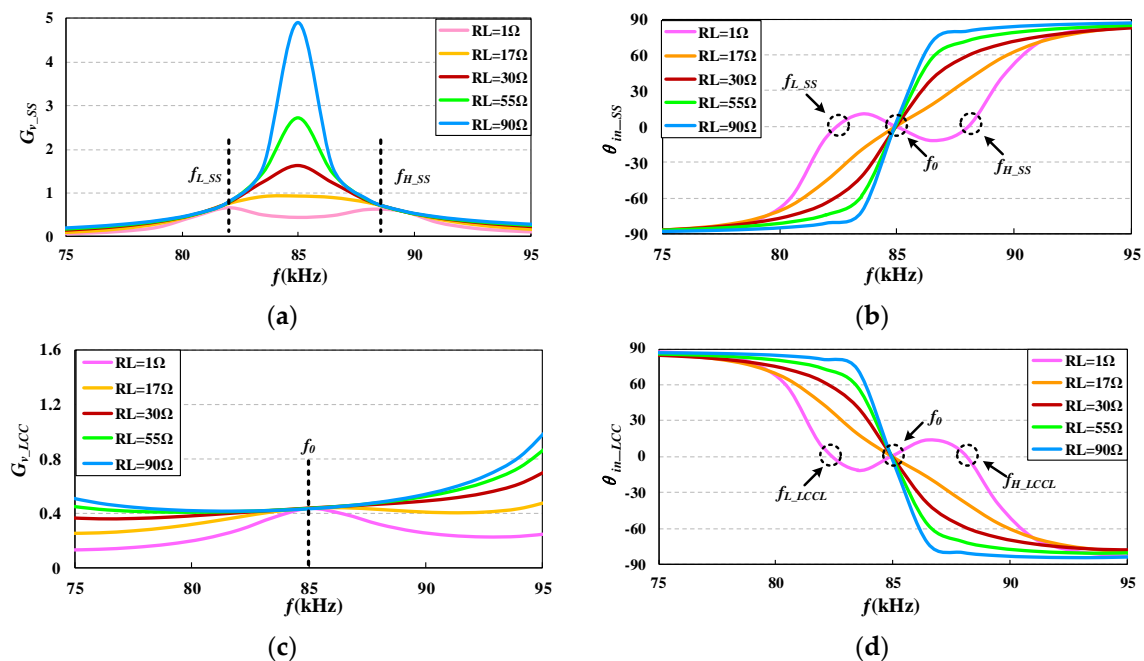 5
4
3
2
1
0
G_v_SS
RL=1Ω
RL=17Ω
RL=30Ω
RL=55Ω
RL=90Ω
f_L_SS
f_H_SS
75 80 85 90 95
f(kHz)
(a)
90
60
30
0
-30
-60
-90
θ_in_SS
RL=1Ω
RL=17Ω
RL=30Ω
RL=55Ω
RL=90Ω
f_L_SS
f_0
f_H_SS
75 80 85 90 95
f(kHz)
(b)
1.6
1.2
0.8
0.4
0
G_v_LCC
RL=1Ω
RL=17Ω
RL=30Ω
RL=55Ω
RL=90Ω
f_0
75 80 85 90 95
f(kHz)
(c)
90
60
30
0
-30
-60
-90
θ_in_LCC
RL=1Ω
RL=17Ω
RL=30Ω
RL=55Ω
RL=90Ω
f_0
f_L_LCCL
f_H_LCCL
75 80 85 90 95
f(kHz)
(d)